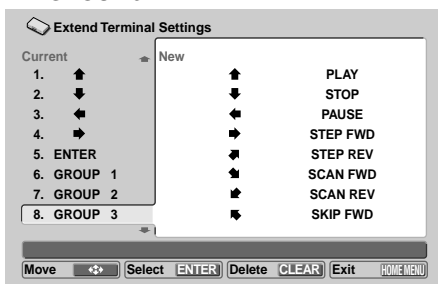 Extend Terminal Settings
Current New
1. ⬆ ⬆ PLAY
2. ⬇ ⬇ STOP
3. ⬅ ⬅ PAUSE
4. ➡ ➡ STEP FWD
5. ENTER STEP REV
6. GROUP 1 SCAN FWD
7. GROUP 2 SCAN REV
8. GROUP 3 SKIP FWD
Move Select ENTER Delete CLEAR Exit HOME MENU